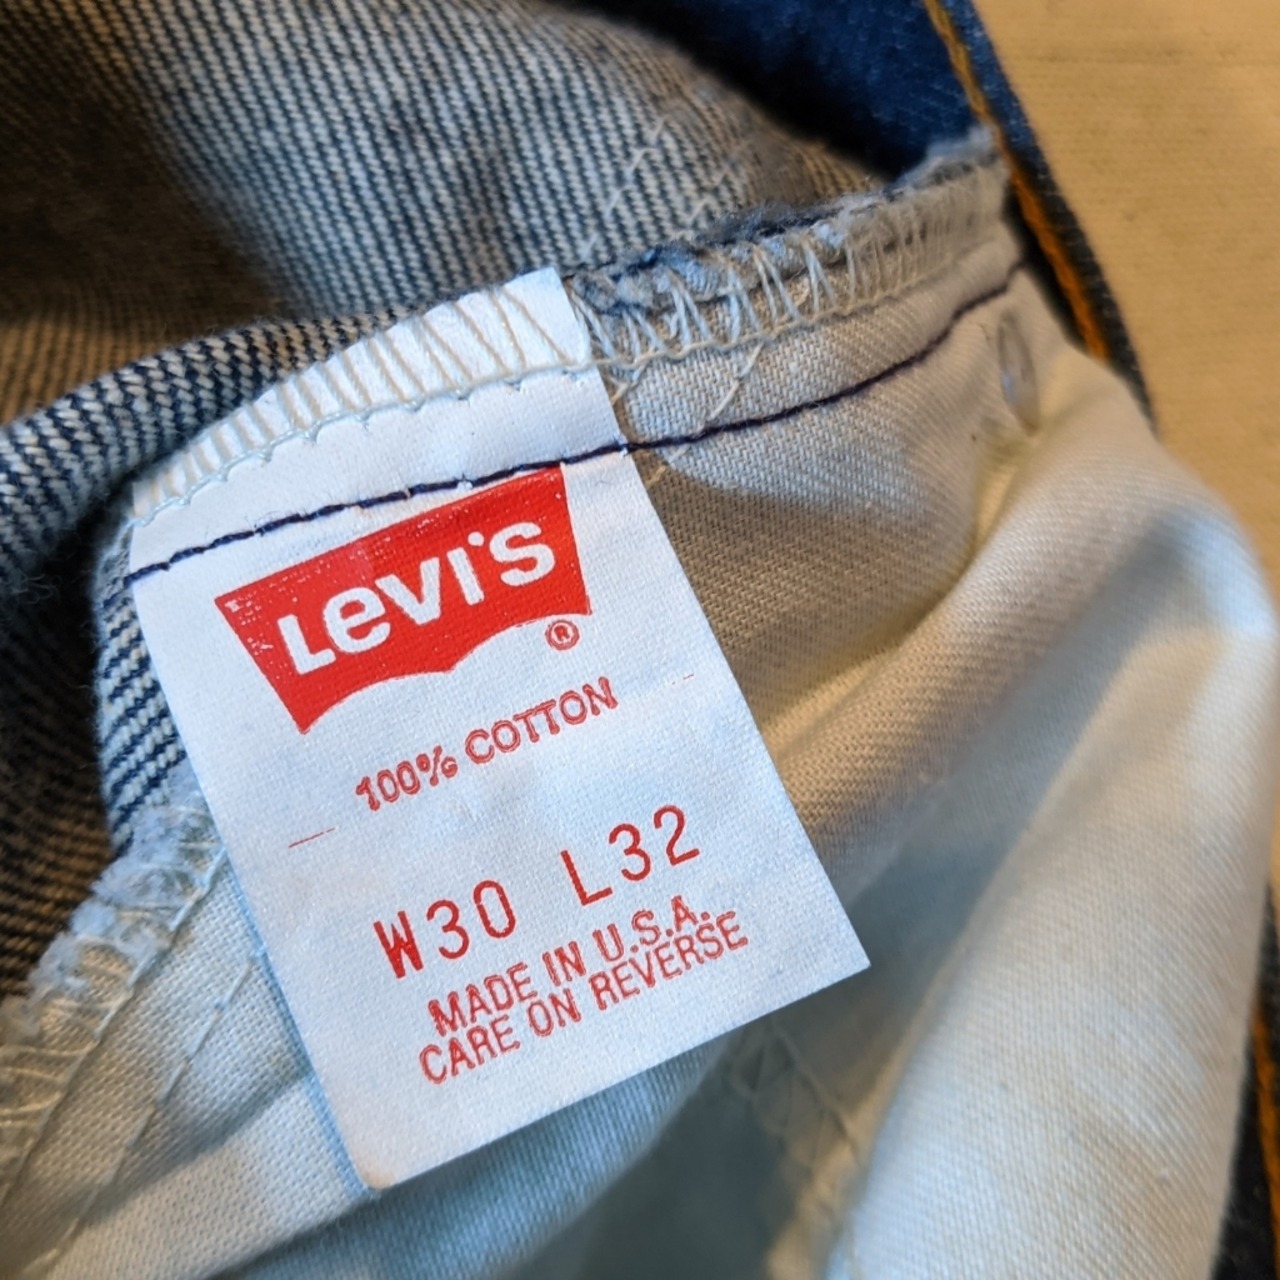 Levi's
®
100% COTTON
W30 L32
MADE IN U.S.A.
CARE ON REVERSE